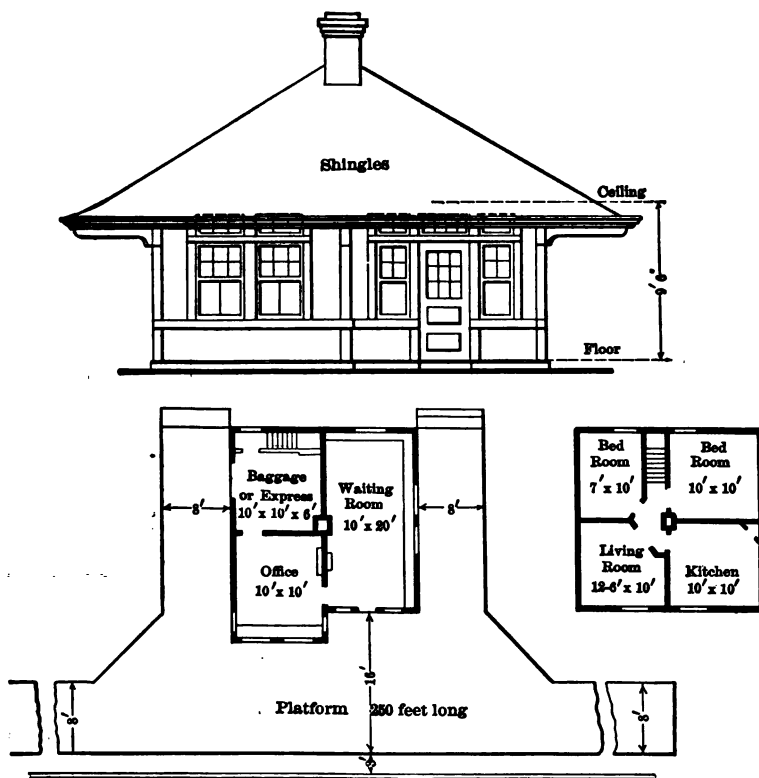 Shingles
Ceiling
9'6"
Floor
Baggage
or Express
10'x 10'x 6'
Waiting
Room
10'x 20'
8'
8'
Office
10'x 10'
Bed
Room
7'x 10'
Bed
Room
10'x 10'
Living
Room
12-6'x 10'
Kitchen
10'x 10'
16'
Platform 250 feet long
8'
8'